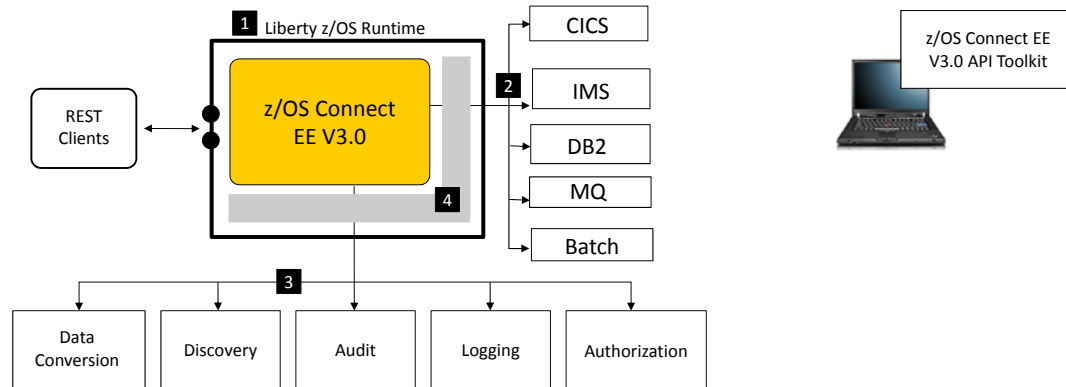 1 Liberty z/OS Runtime
REST
Clients
z/OS Connect
EE V3.0
4
2
CICS
IMS
DB2
MQ
Batch
z/OS Connect EE
V3.0 API Toolkit
3
Data
Conversion
Discovery
Audit
Logging
Authorization